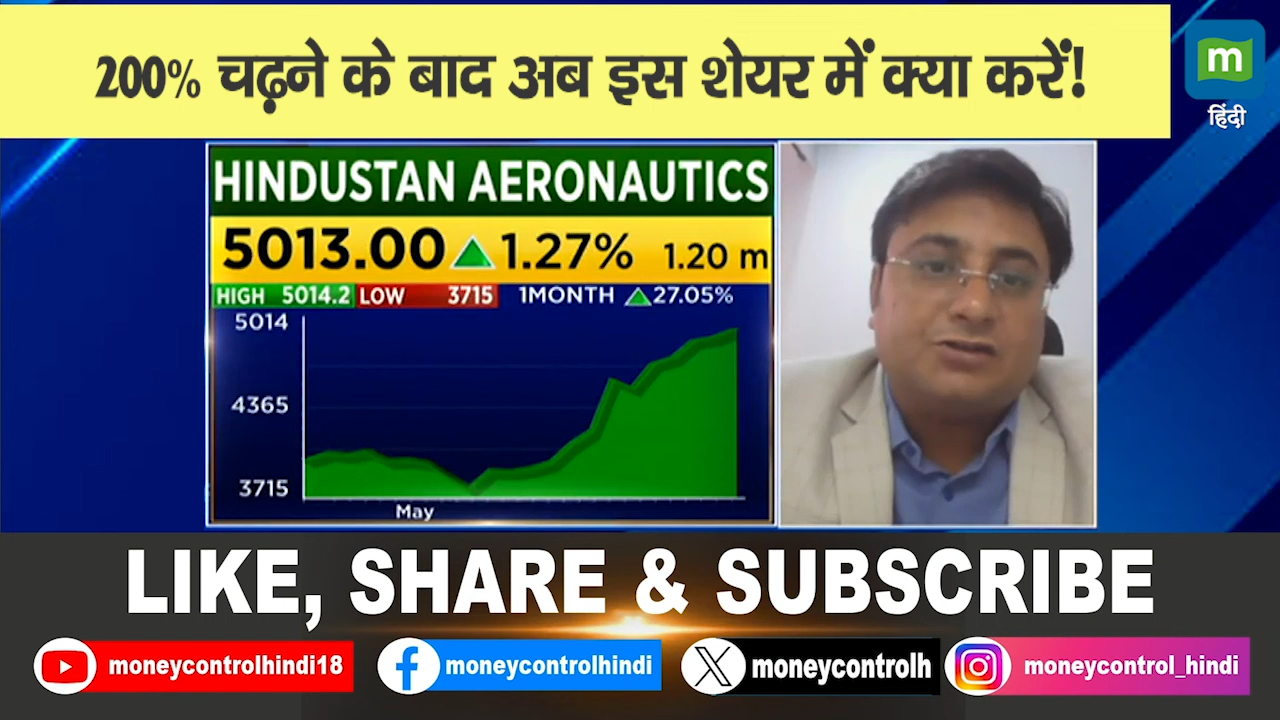 200% चढ़ने के बाद अब इस शेयर में क्या करें!
m
हिंदी
HINDUSTAN AERONAUTICS
5013.00 1.27% 1.20 m
HIGH 5014.2 LOW 3715 1MONTH 27.05%
5014
4365
3715
May
LIKE, SHARE & SUBSCRIBE
moneycontrolhindi18 moneycontrolhindi moneycontrolh moneycontrol_hindi